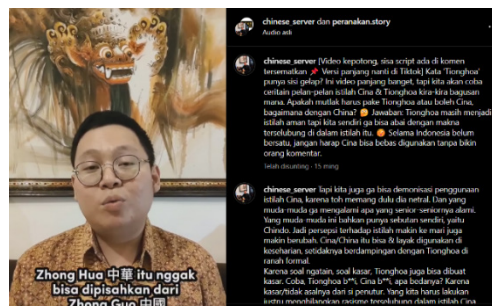 chinese_server dan peranakan.story
Audio asli
chinese_server [Video kepotong, sisa script ada di komen
tersematkan 📌 Versi panjang nanti di Tiktok] Kata 'Tionghoa'
punya sisi gelap? Ini video panjang banget, tapi kita akan coba
ceritain pelan-pelan istilah Cina & Tionghoa kira-kira bagusan
mana. Apakah mutlak harus pake Tionghoa atau boleh Cina,
bagaimana dengan China? 🤔 Jawaban: Tionghoa masih menjadi
istilah aman tapi kita sendiri ga bisa abai dengan makna
terselubung di dalam istilah itu. 😡 Selama Indonesia belum
bersatu, jangan harap Cina bisa bebas digunakan tanpa bikin
orang komentar.
Telah disunting · 15 ming
chinese_server Tapi kita juga ga bisa demonisasi penggunaan
istilah Cina, karena toh memang dulu dia netral. Dan yang
muda-muda ga mengalami apa yang senior-seniornya alami.
Yang muda-muda ini bahkan punya sebutan sendiri, yaitu
Chindo. Jadi persepsi terhadap istilah makin ke mari juga
makin berubah. Cina/China itu bisa & layak digunakan di
keseharian, setidaknya berdampingan dengan Tionghoa di
ranah formal.
Karena soal ngatain, soal kasar, Tionghoa juga bisa dibuat
kasar. Coba, Tionghoa b**i, Cina b**i, apa bedanya? Karena
kasar/tidak asalnya dari si penutur. Yang kita harus lakukan
justru menghilangkan rasisme terselubung dalam istilah Cina
Zhong Hua 中華 itu nggak
bisa dipisahkan dari
Zhong Guo 中國